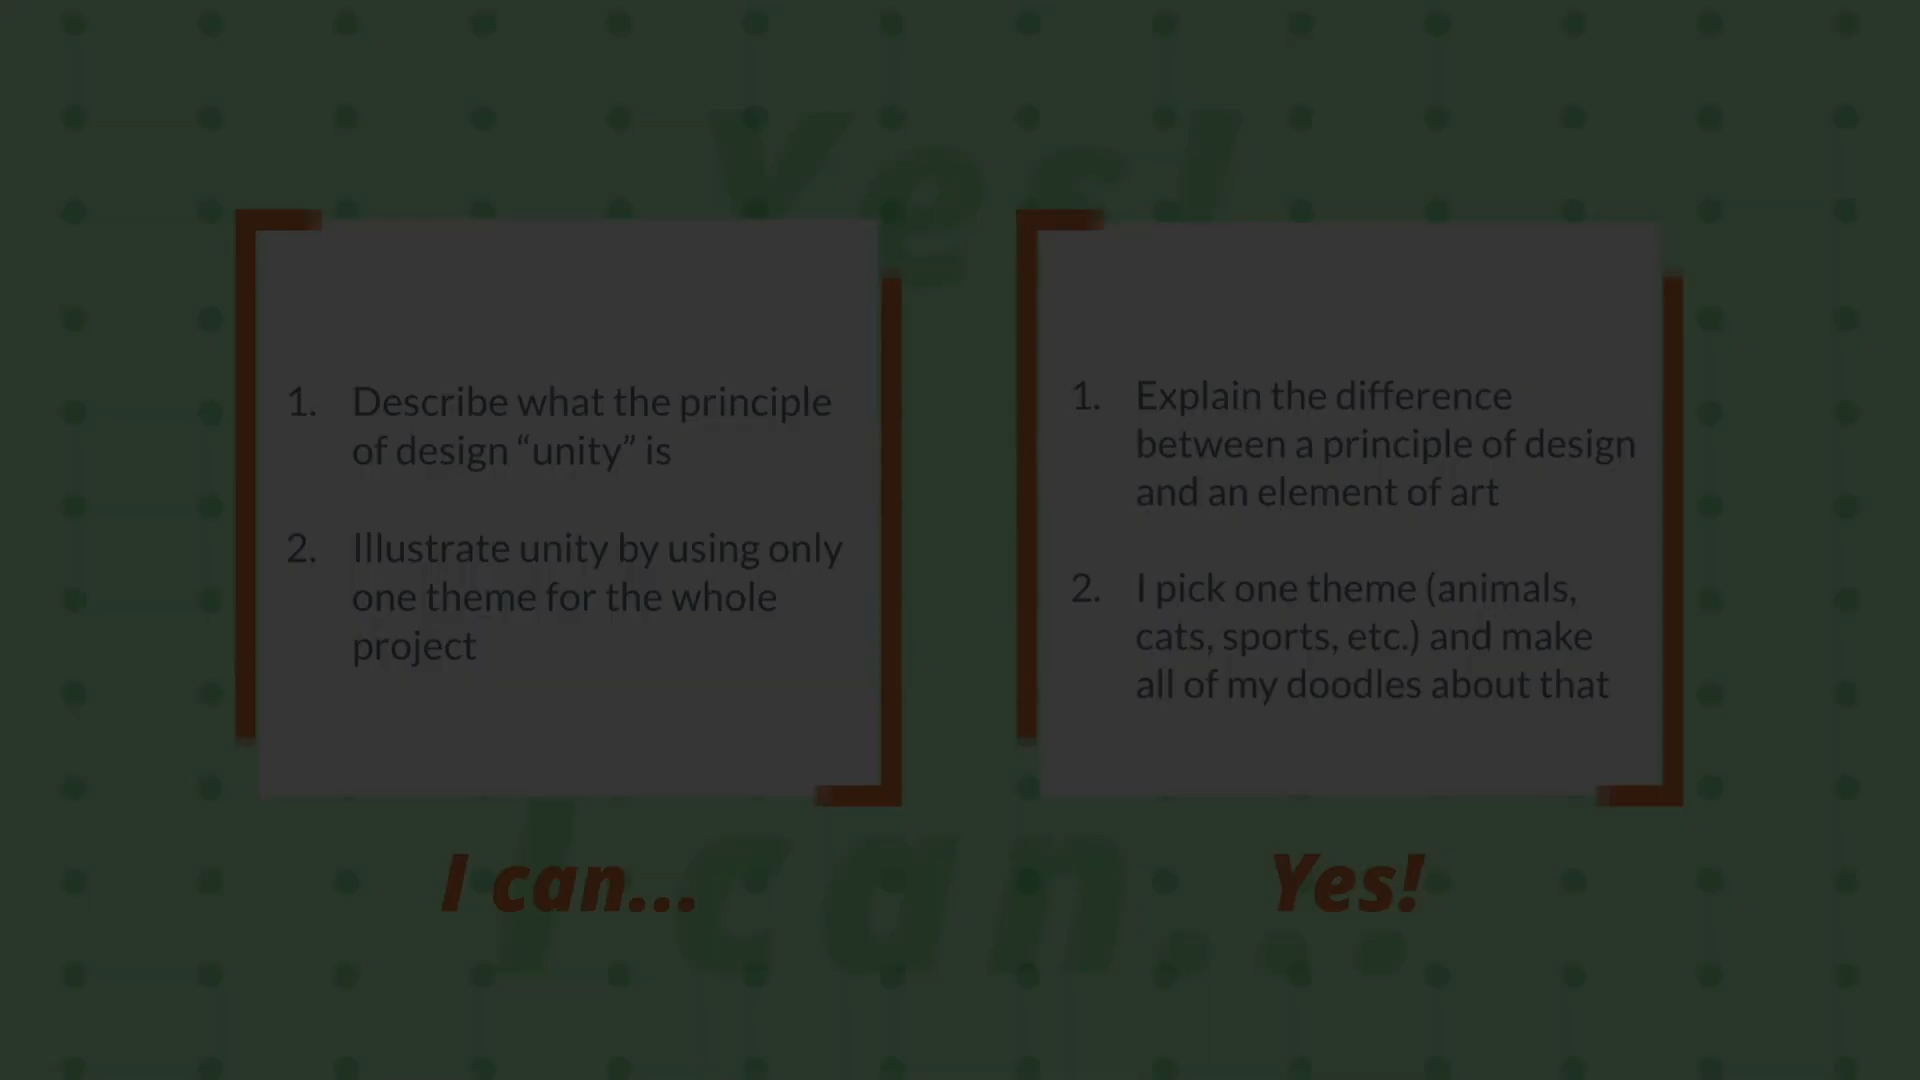 Yes!
1. Describe what the principle
of design “unity” is
2. Illustrate unity by using only
one theme for the whole
project
1. Explain the difference
between a principle of design
and an element of art
2. I pick one theme (animals,
cats, sports, etc.) and make
all of my doodles about that
I can...
Yes!
I can...